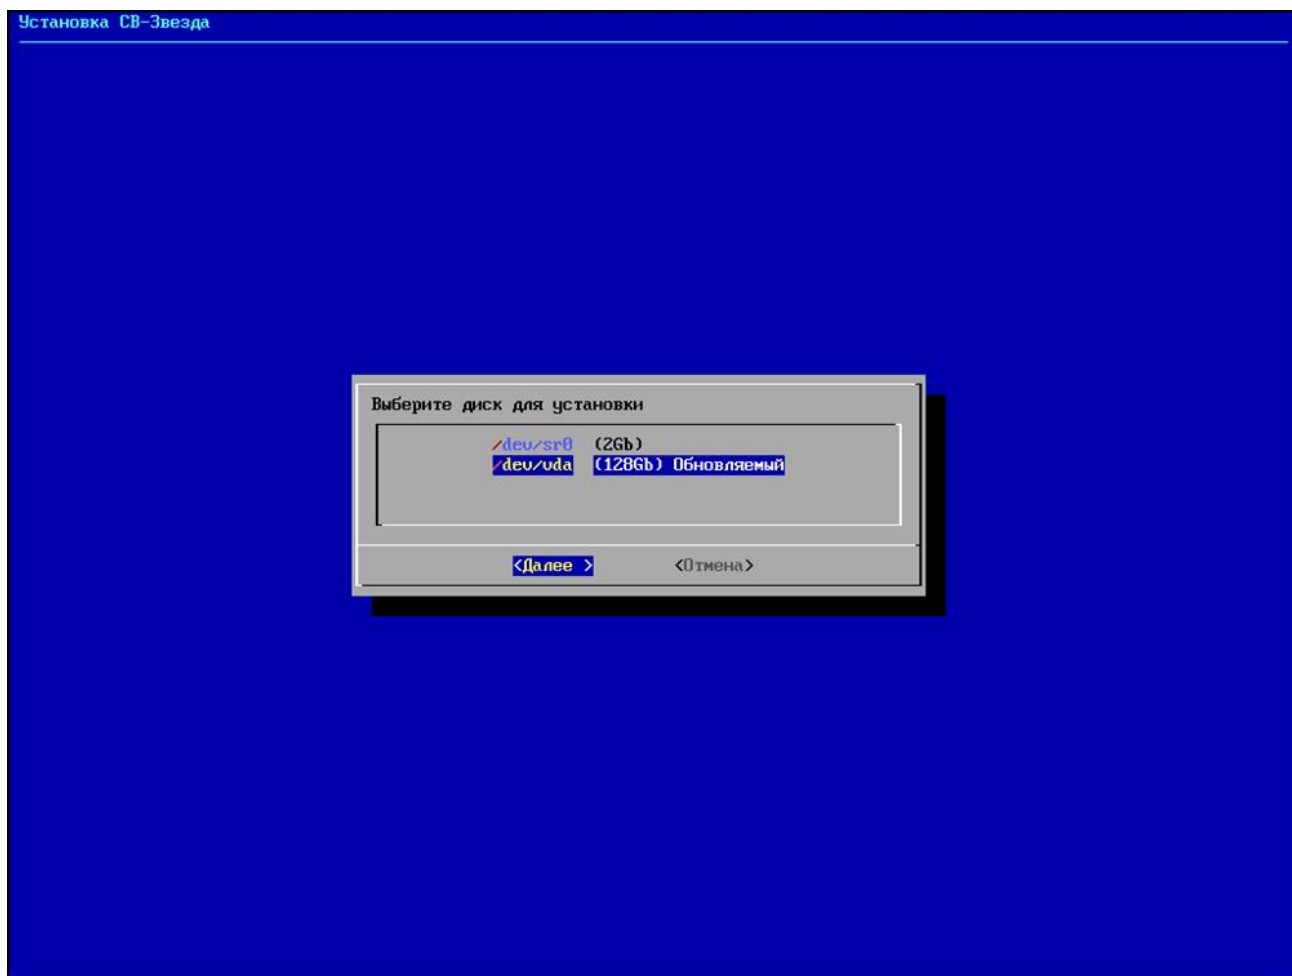 Установка СВ-Звезда
Выберите диск для установки
/dev/sr0 (2Gb)
/dev/vda (128Gb) Обновляемый
<Далее > <Отмена>